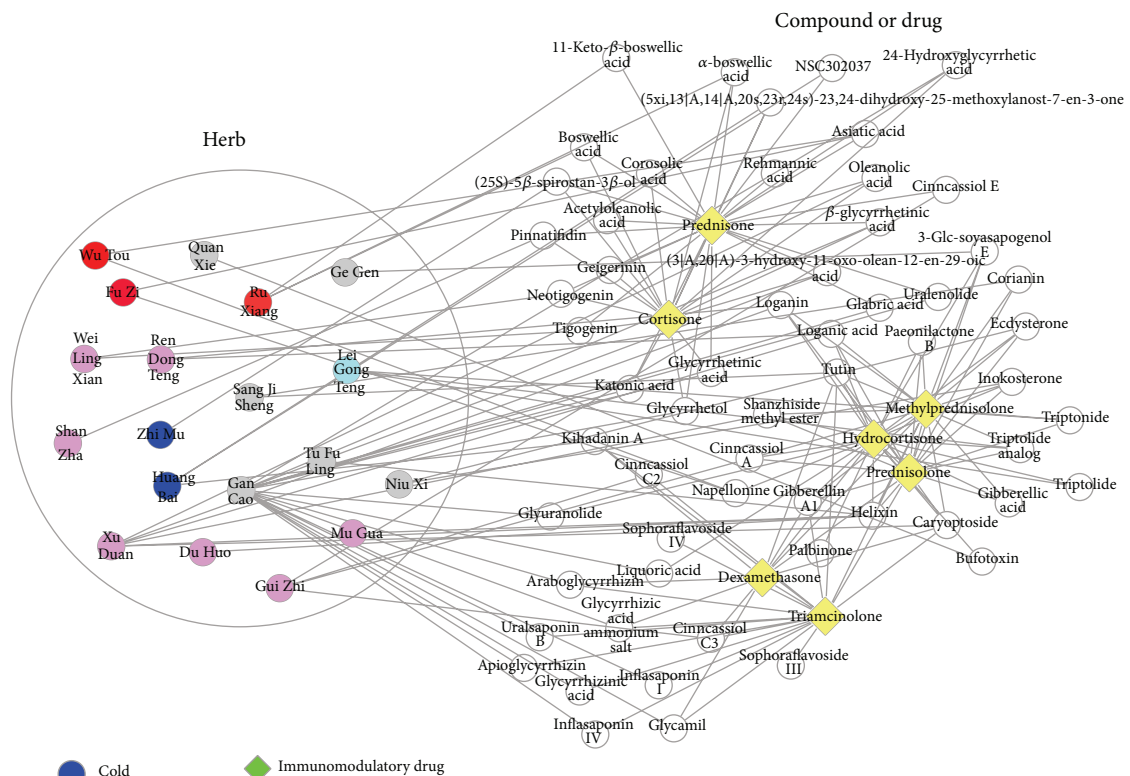 Compound or drug
11-Keto-β-boswellic
acid
α-boswellic
acid
NSC302037
24-Hydroxyglycyrrhetic
acid
(5xi,13|A,14|A,20s,23r,24s)-23,24-dihydroxy-25-methoxylanost-7-en-3-one
Herb
Boswellic
acid
Asiatic acid
Corosolic
acid
Rehmannic
acid
Oleanolic
acid
(25S)-5β-spirostan-3β-ol
Cinncassiol E
Acetyloleanolic
acid
Prednisone
β-glycyrrhetinic
acid
Pinnatifidin
3-Glc-soyasapogenol
E
Wu Tou
Quan
Xie
Ge Gen
Geigerinin
(3|A,20|A)-3-hydroxy-11-oxo-olean-12-en-29-oic
acid
Corianin
Fu Zi
Ru
Xiang
Neotigogenin
Loganin
Glabric acid
Uralenolide
Cortisone
Tigogenin
Loganic acid
Paeonilactone
B
Ecdysterone
Wei
Ling
Xian
Ren
Dong
Teng
Lei
Gong
Teng
Glycyrrhetinic
acid
Tutin
Katonic acid
Inokosterone
Sang Ji
Sheng
Glycyrrhetol
Shanzhiside
methyl ester
Methylprednisolone
Triptonide
Shan
Zha
Zhi Mu
Kihadanin A
Hydrocortisone
Triptolide
analog
Tu Fu
Ling
Cinncassiol
A
Cinncassiol
C2
Prednisolone
Huang
Bai
Gan
Cao
Niu Xi
Napellonine
Gibberellin
A1
Gibberellic
acid
Triptolide
Glyuranolide
Helixin
Caryoptoside
Xu
Duan
Du Huo
Mu Gua
Sophoraflavoside
IV
Palbinone
Bufotoxin
Gui Zhi
Liquoric acid
Araboglycyrrhizin
Dexamethasone
Glycyrrhizic
acid
ammonium
salt
Triamcinolone
Uralsaponin
B
Cinncassiol
C3
Sophoraflavoside
III
Apioglycyrrhizin
Glycyrrhizinic
acid
Inflasaponin
I
Inflasaponin
IV
Glycamil
Cold
Immunomodulatory drug